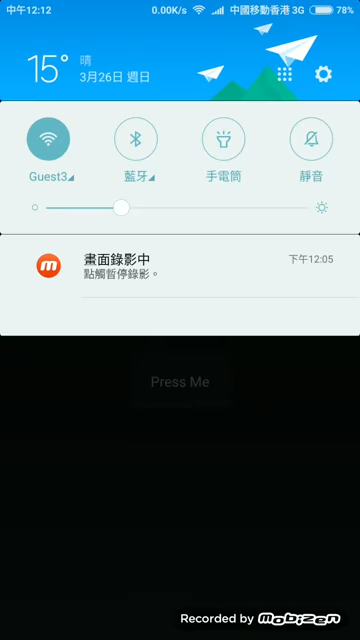 中午12:12 0.00K/s 中國移動香港 3G 78%
15° 晴
3月26日 週日
Guest3 藍牙 手電筒 靜音
畫面錄影中 下午12:05
點觸暫停錄影。
Press Me
Recorded by mobizen